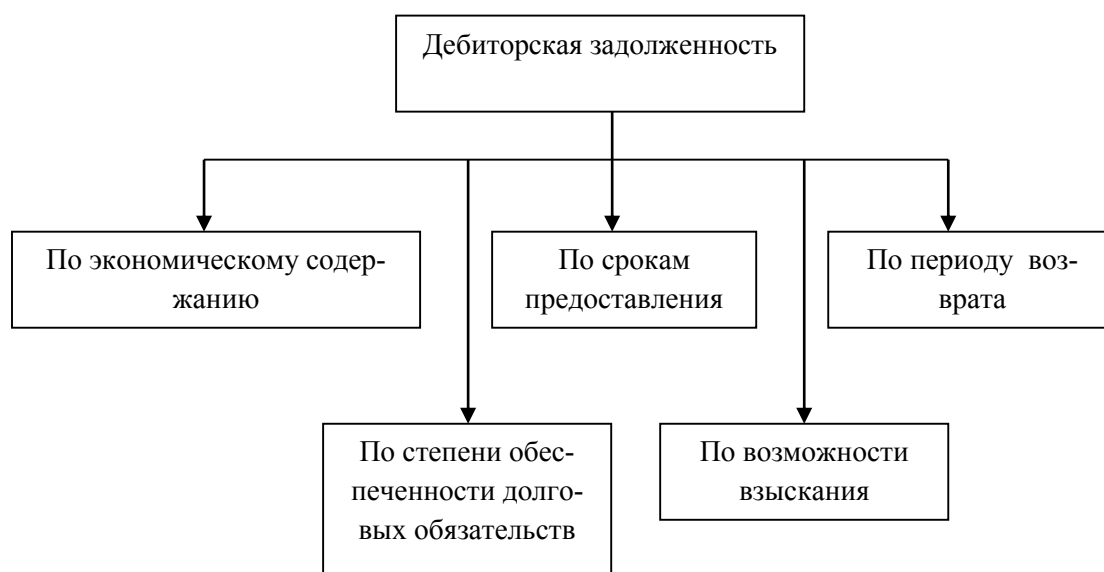 Дебиторская задолженность
По экономическому содер-
жанию
По срокам
предоставления
По периоду воз-
врата
По степени обес-
печенности долго-
вых обязательств
По возможности
взыскания